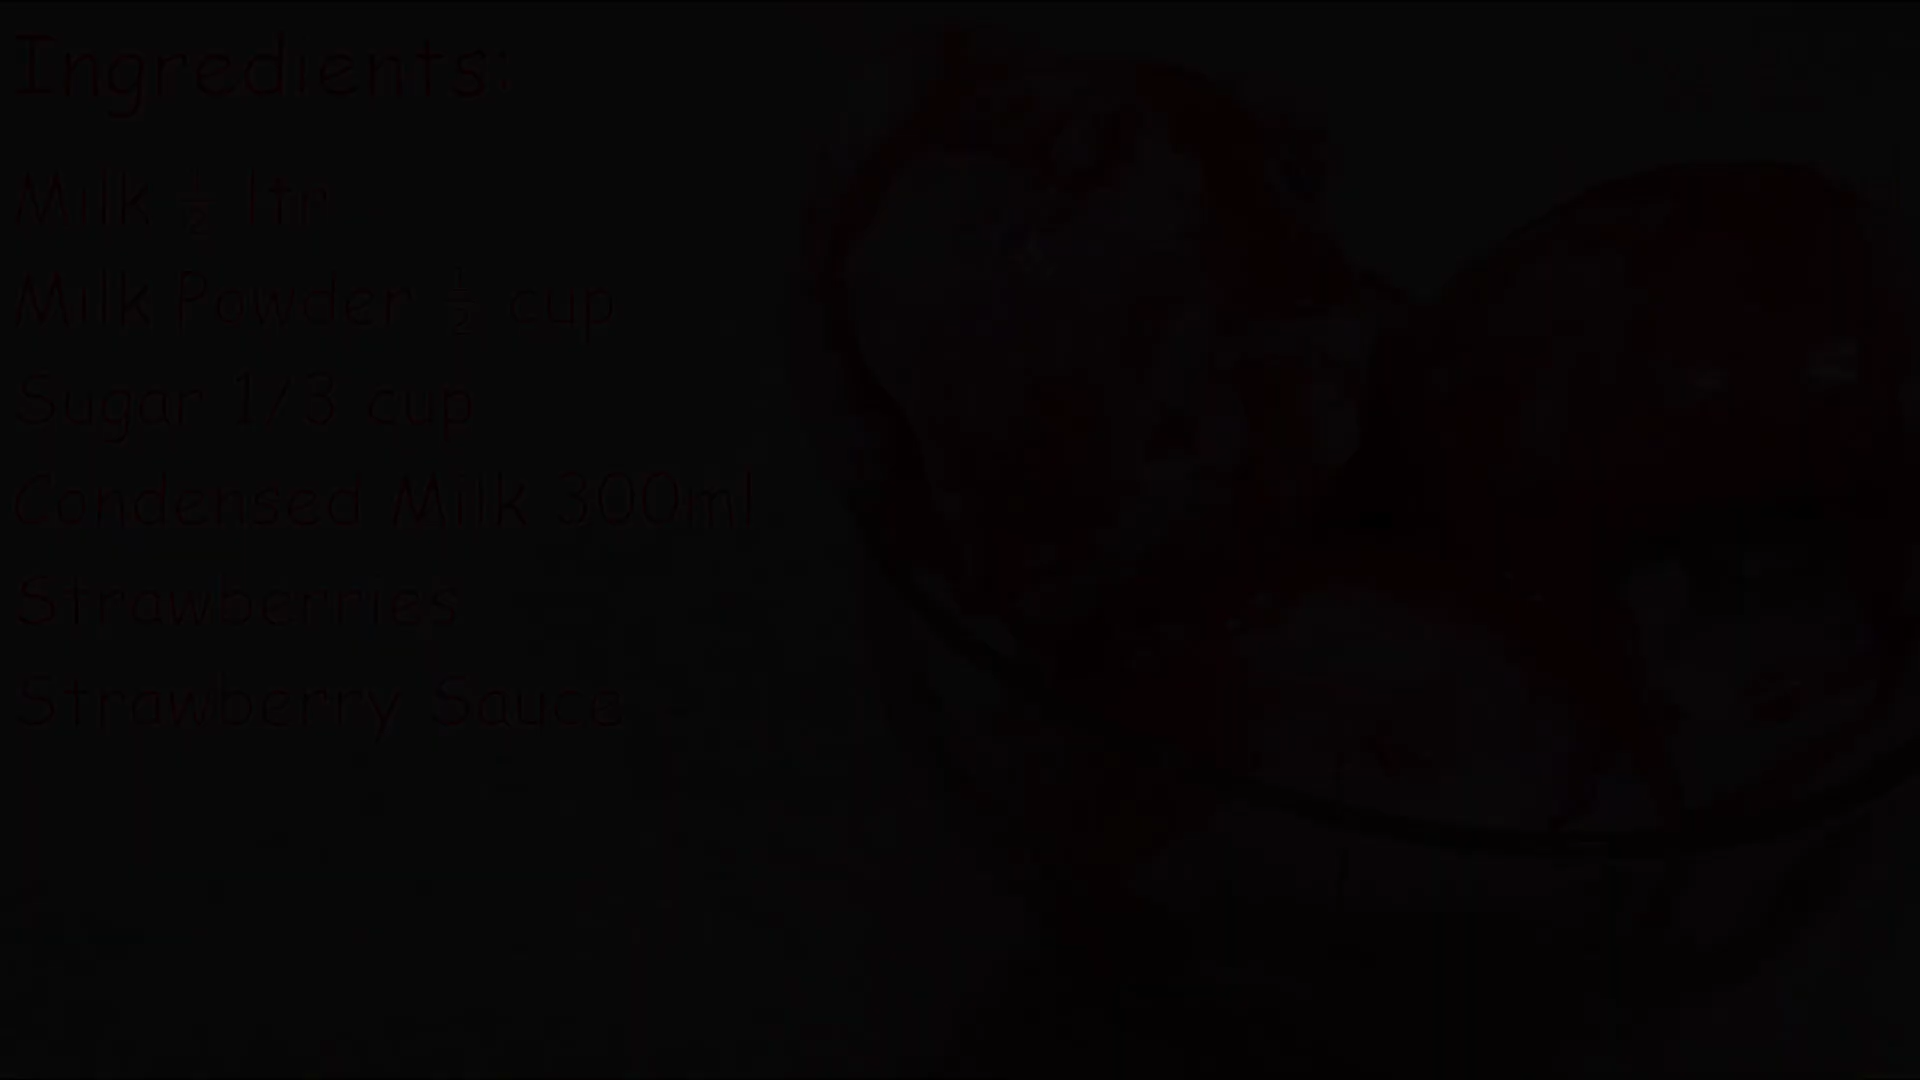 Ingredients:
Milk ½ ltr
Milk Powder ½ cup
Sugar 1/3 cup
Condensed Milk 300ml
Strawberries
Strawberry Sauce